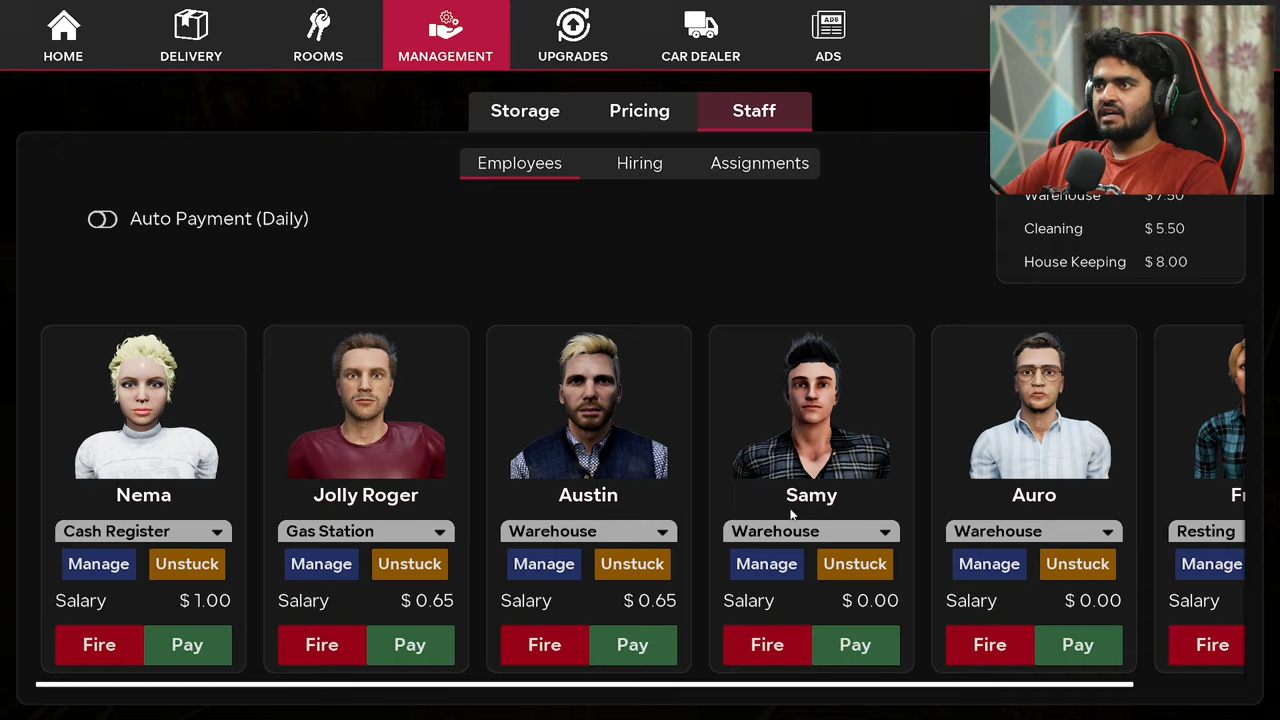 HOME
DELIVERY
ROOMS
MANAGEMENT
UPGRADES
CAR DEALER
ADS
ADS
Storage
Pricing
Staff
Employees
Hiring
Assignments
Auto Payment (Daily)
Warehouse $ 7.50
Cleaning $ 5.50
House Keeping $ 8.00
Nema
Cash Register
Manage Unstuck
Salary $ 1.00
Fire Pay
Jolly Roger
Gas Station
Manage Unstuck
Salary $ 0.65
Fire Pay
Austin
Warehouse
Manage Unstuck
Salary $ 0.65
Fire Pay
Samy
Warehouse
Manage Unstuck
Salary $ 0.00
Fire Pay
Auro
Warehouse
Manage Unstuck
Salary $ 0.00
Fire Pay
Resting
Manage
Salary
Fire